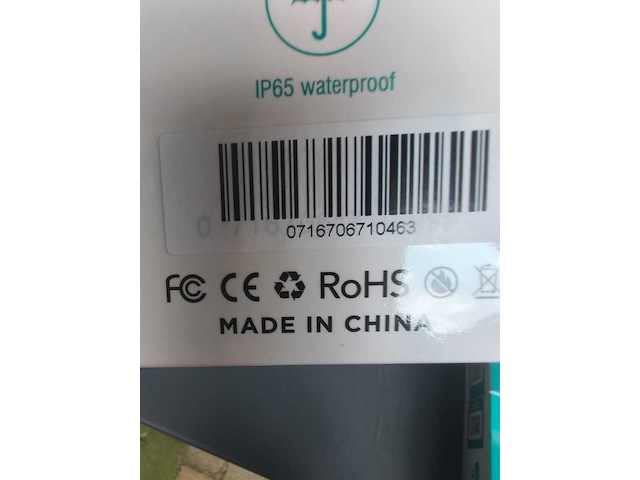 IP65 waterproof
0716706710463
FC CE RoHS
MADE IN CHINA